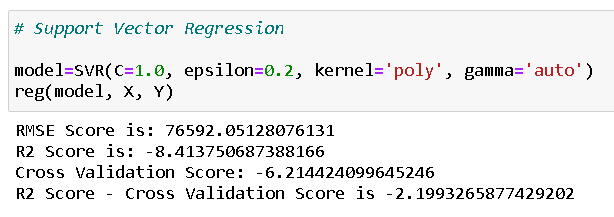 # Support Vector Regression
model=SVR(C=1.0, epsilon=0.2, kernel='poly', gamma='auto')
reg(model, X, Y)
RMSE Score is: 76592.05128076131
R2 Score is: -8.413750687388166
Cross Validation Score: -6.214424099645246
R2 Score - Cross Validation Score is -2.1993265877429202